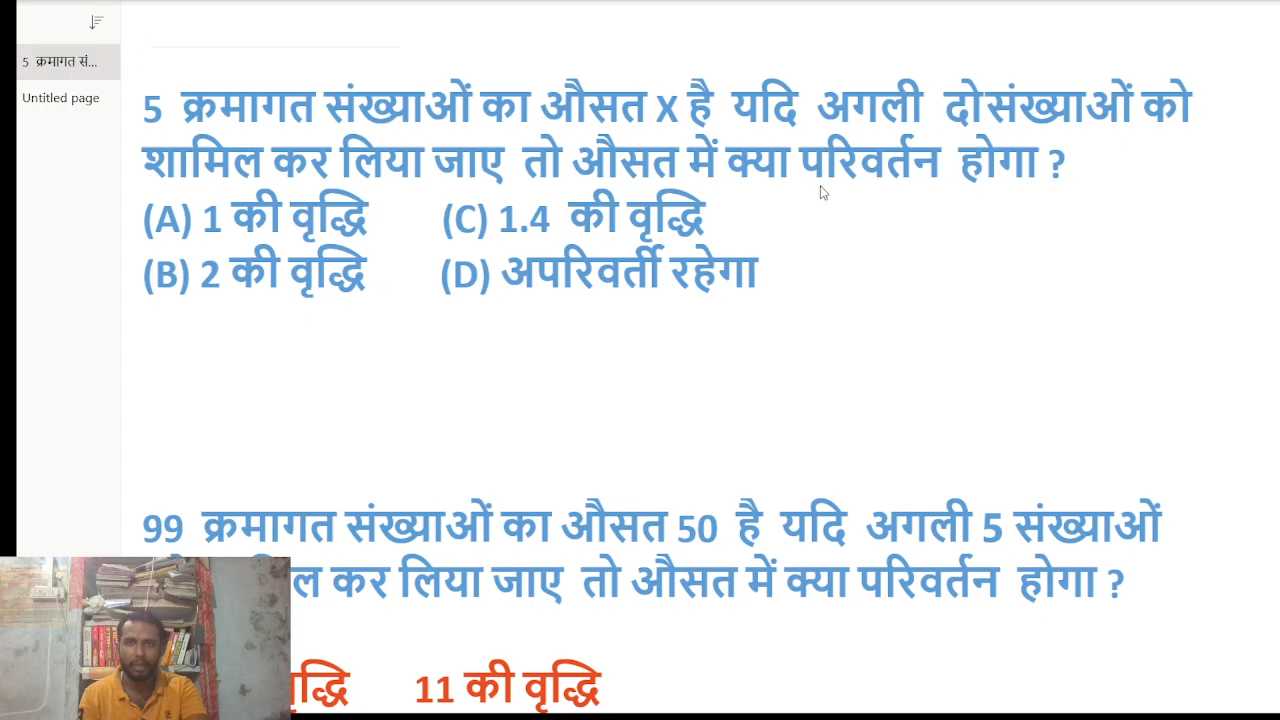 5 क्रमागत सं...
Untitled page
5 क्रमागत संख्याओं का औसत X है यदि अगली दोसंख्याओं को
शामिल कर लिया जाए तो औसत में क्या परिवर्तन होगा ?
(A) 1 की वृद्धि (C) 1.4 की वृद्धि
(B) 2 की वृद्धि (D) अपरिवर्ती रहेगा
99 क्रमागत संख्याओं का औसत 50 है यदि अगली 5 संख्याओं
कर लिया जाए तो औसत में क्या परिवर्तन होगा ?
11 की वृद्धि